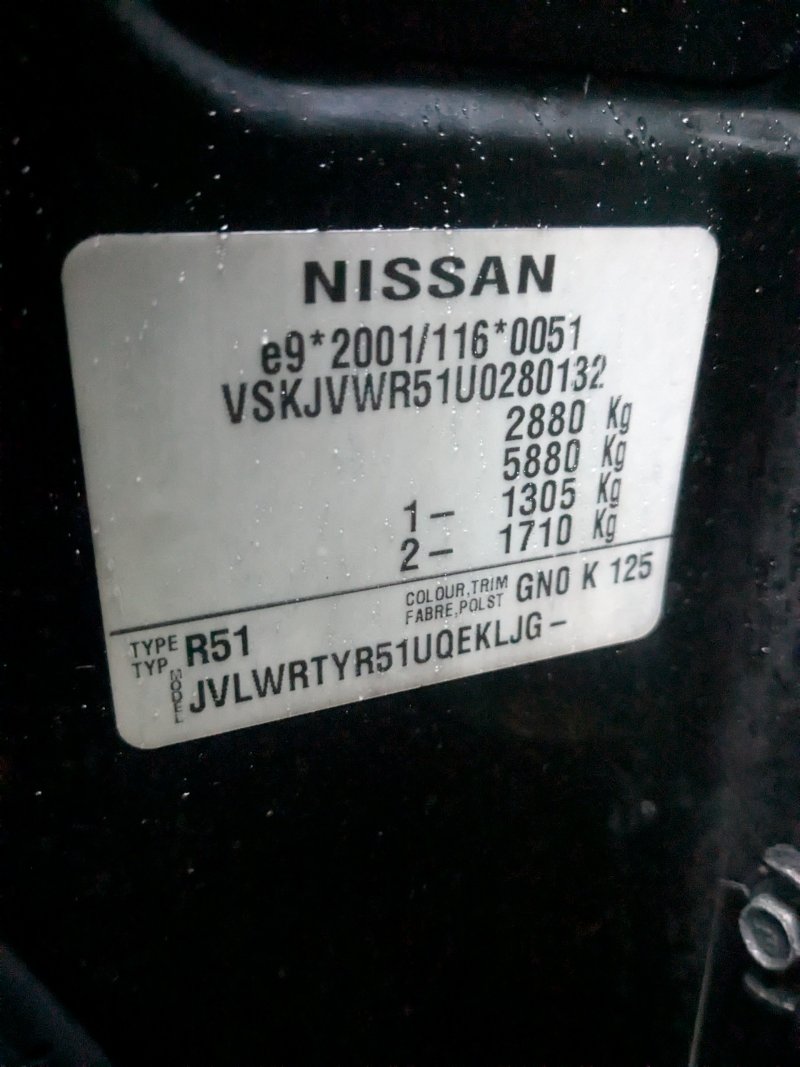 NISSAN
e9*2001/116*0051
VSKJVWR51U0280132
2880 Kg
5880 Kg
1– 1305 Kg
2– 1710 Kg
TYPE
TYP R51
COLOUR,TRIM
FABRE,POLST GN0 K 125
MODEL JVLWRTYR51UQEKLJG–